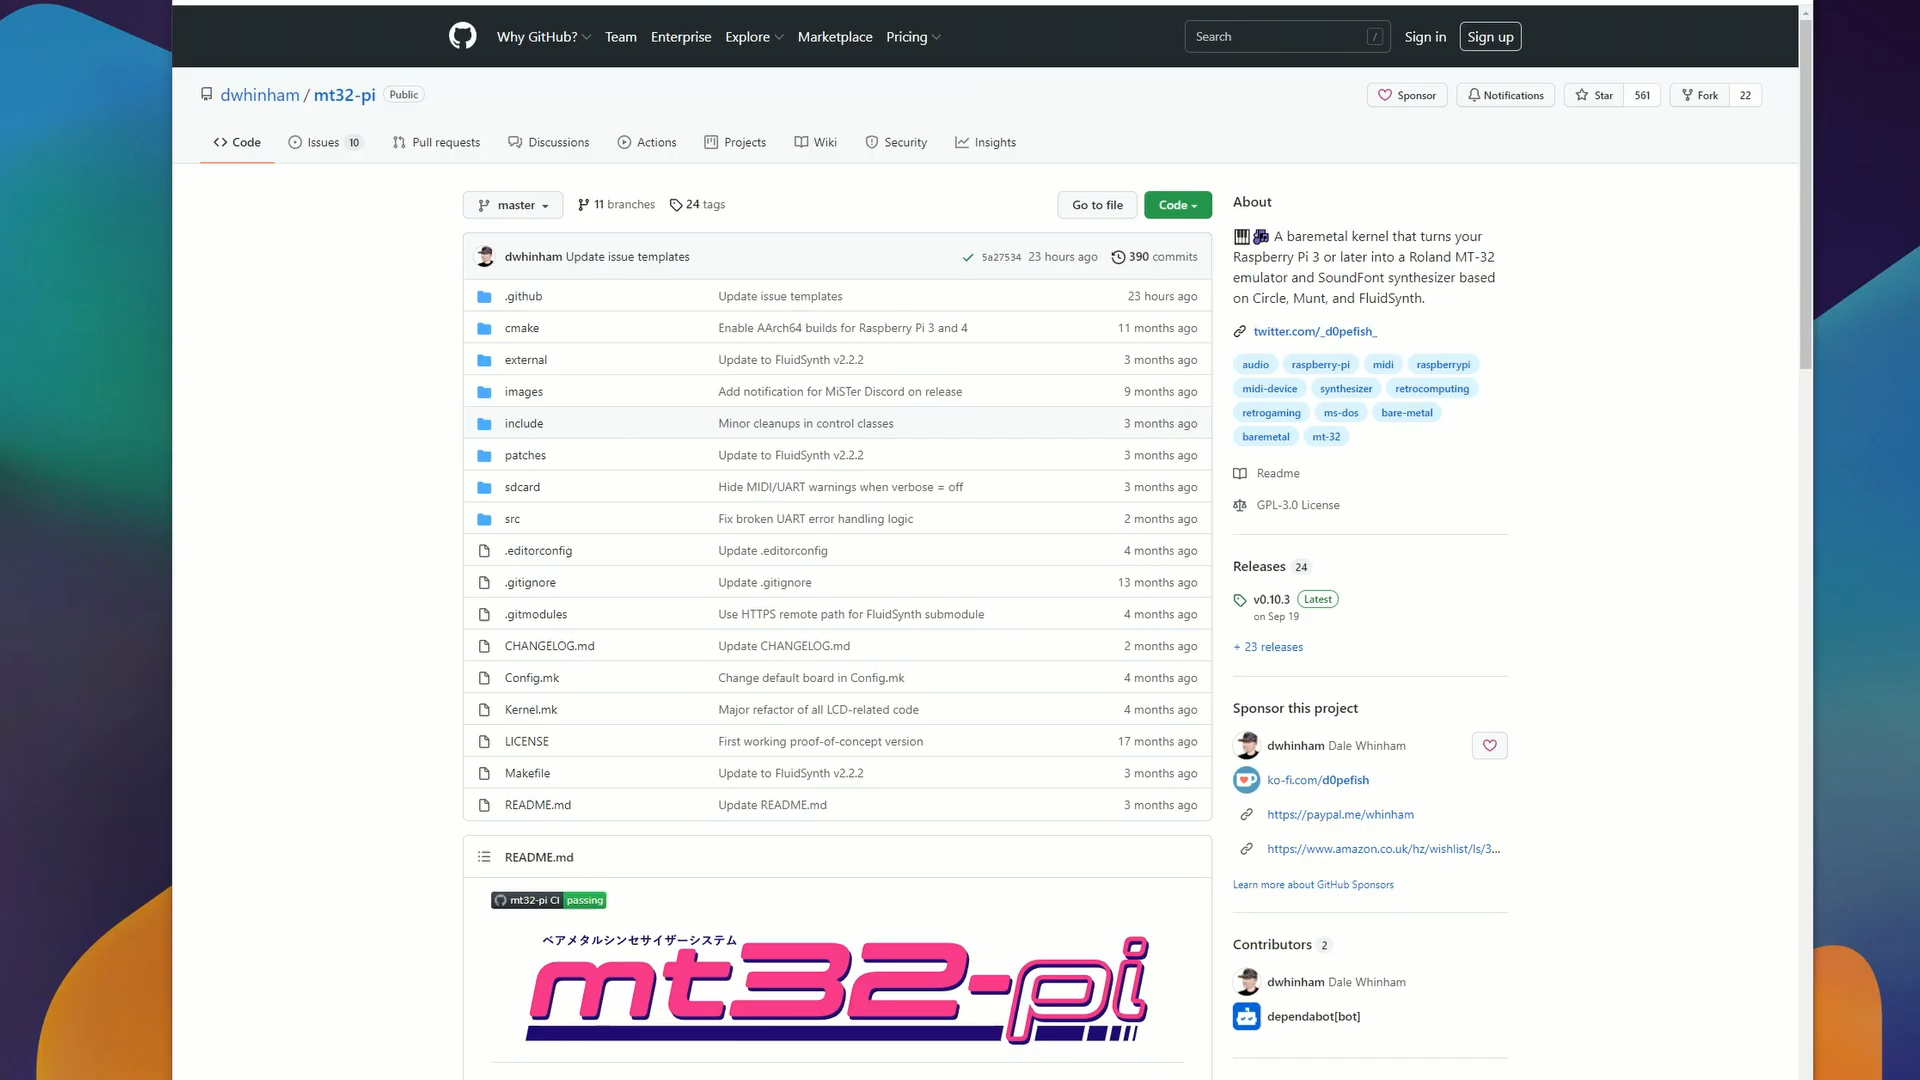 Why GitHub? Team Enterprise Explore Marketplace Pricing Search / Sign in Sign up
dwhinham / mt32-pi Public Sponsor Notifications Star 561 Fork 22
Code Issues 10 Pull requests Discussions Actions Projects Wiki Security Insights
master 11 branches 24 tags Go to file Code
dwhinham Update issue templates 5a27534 23 hours ago 390 commits
.github Update issue templates 23 hours ago
cmake Enable AArch64 builds for Raspberry Pi 3 and 4 11 months ago
external Update to FluidSynth v2.2.2 3 months ago
images Add notification for MiSTer Discord on release 9 months ago
include Minor cleanups in control classes 3 months ago
patches Update to FluidSynth v2.2.2 3 months ago
sdcard Hide MIDI/UART warnings when verbose = off 3 months ago
src Fix broken UART error handling logic 2 months ago
.editorconfig Update .editorconfig 4 months ago
.gitignore Update .gitignore 13 months ago
.gitmodules Use HTTPS remote path for FluidSynth submodule 4 months ago
CHANGELOG.md Update CHANGELOG.md 2 months ago
Config.mk Change default board in Config.mk 4 months ago
Kernel.mk Major refactor of all LCD-related code 4 months ago
LICENSE First working proof-of-concept version 17 months ago
Makefile Update to FluidSynth v2.2.2 3 months ago
README.md Update README.md 3 months ago
README.md
mt32-pi CI passing
ベアメタルシンセサイザーシステム
mt32-pi
About
A baremetal kernel that turns your
Raspberry Pi 3 or later into a Roland MT-32
emulator and SoundFont synthesizer based
on Circle, Munt, and FluidSynth.
twitter.com/_d0pefish_
audio raspberry-pi midi raspberrypi
midi-device synthesizer retrocomputing
retrogaming ms-dos bare-metal
baremetal mt-32
Readme
GPL-3.0 License
Releases 24
v0.10.3 Latest
on Sep 19
+ 23 releases
Sponsor this project
dwhinham Dale Whinham
ko-fi.com/d0pefish
https://paypal.me/whinham
https://www.amazon.co.uk/hz/wishlist/ls/3...
Learn more about GitHub Sponsors
Contributors 2
dwhinham Dale Whinham
dependabot[bot]